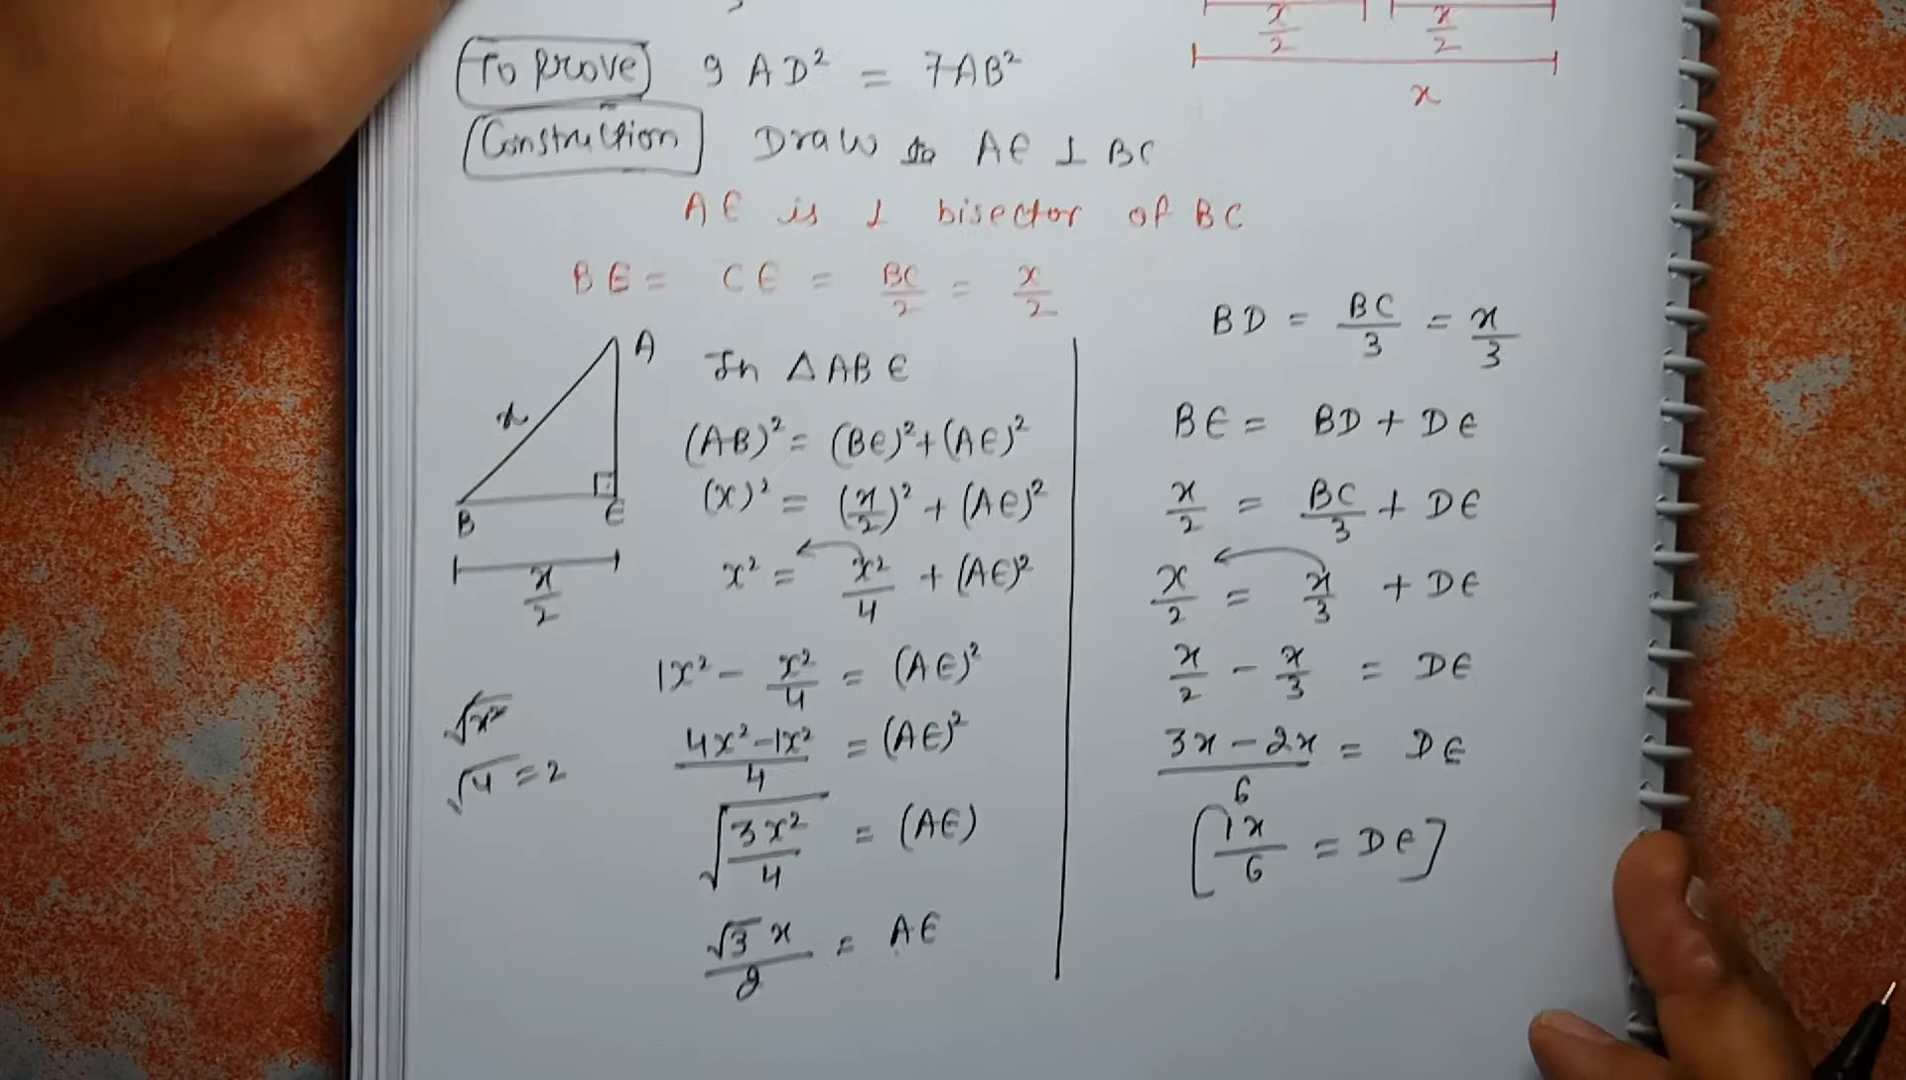 x/2 x/2
x
To prove 9 AD² = 7AB²
Construction Draw AE ⊥ BC
AE is ⊥ bisector of BC
BE = CE = BC/2 = x/2
A
x
B E
x/2
In △ ABE
(AB)² = (BE)² + (AE)²
(x)² = (x/2)² + (AE)²
x² = x²/4 + (AE)²
1x² - x²/4 = (AE)²
4x² - 1x²/4 = (AE)²
√3x²/4 = (AE)
√3 x/2 = AE
√x²
√4 = 2
BD = BC/3 = x/3
BE = BD + DE
x/2 = BC/3 + DE
x/2 = x/3 + DE
x/2 - x/3 = DE
3x - 2x/6 = DE
[1x/6 = DE]